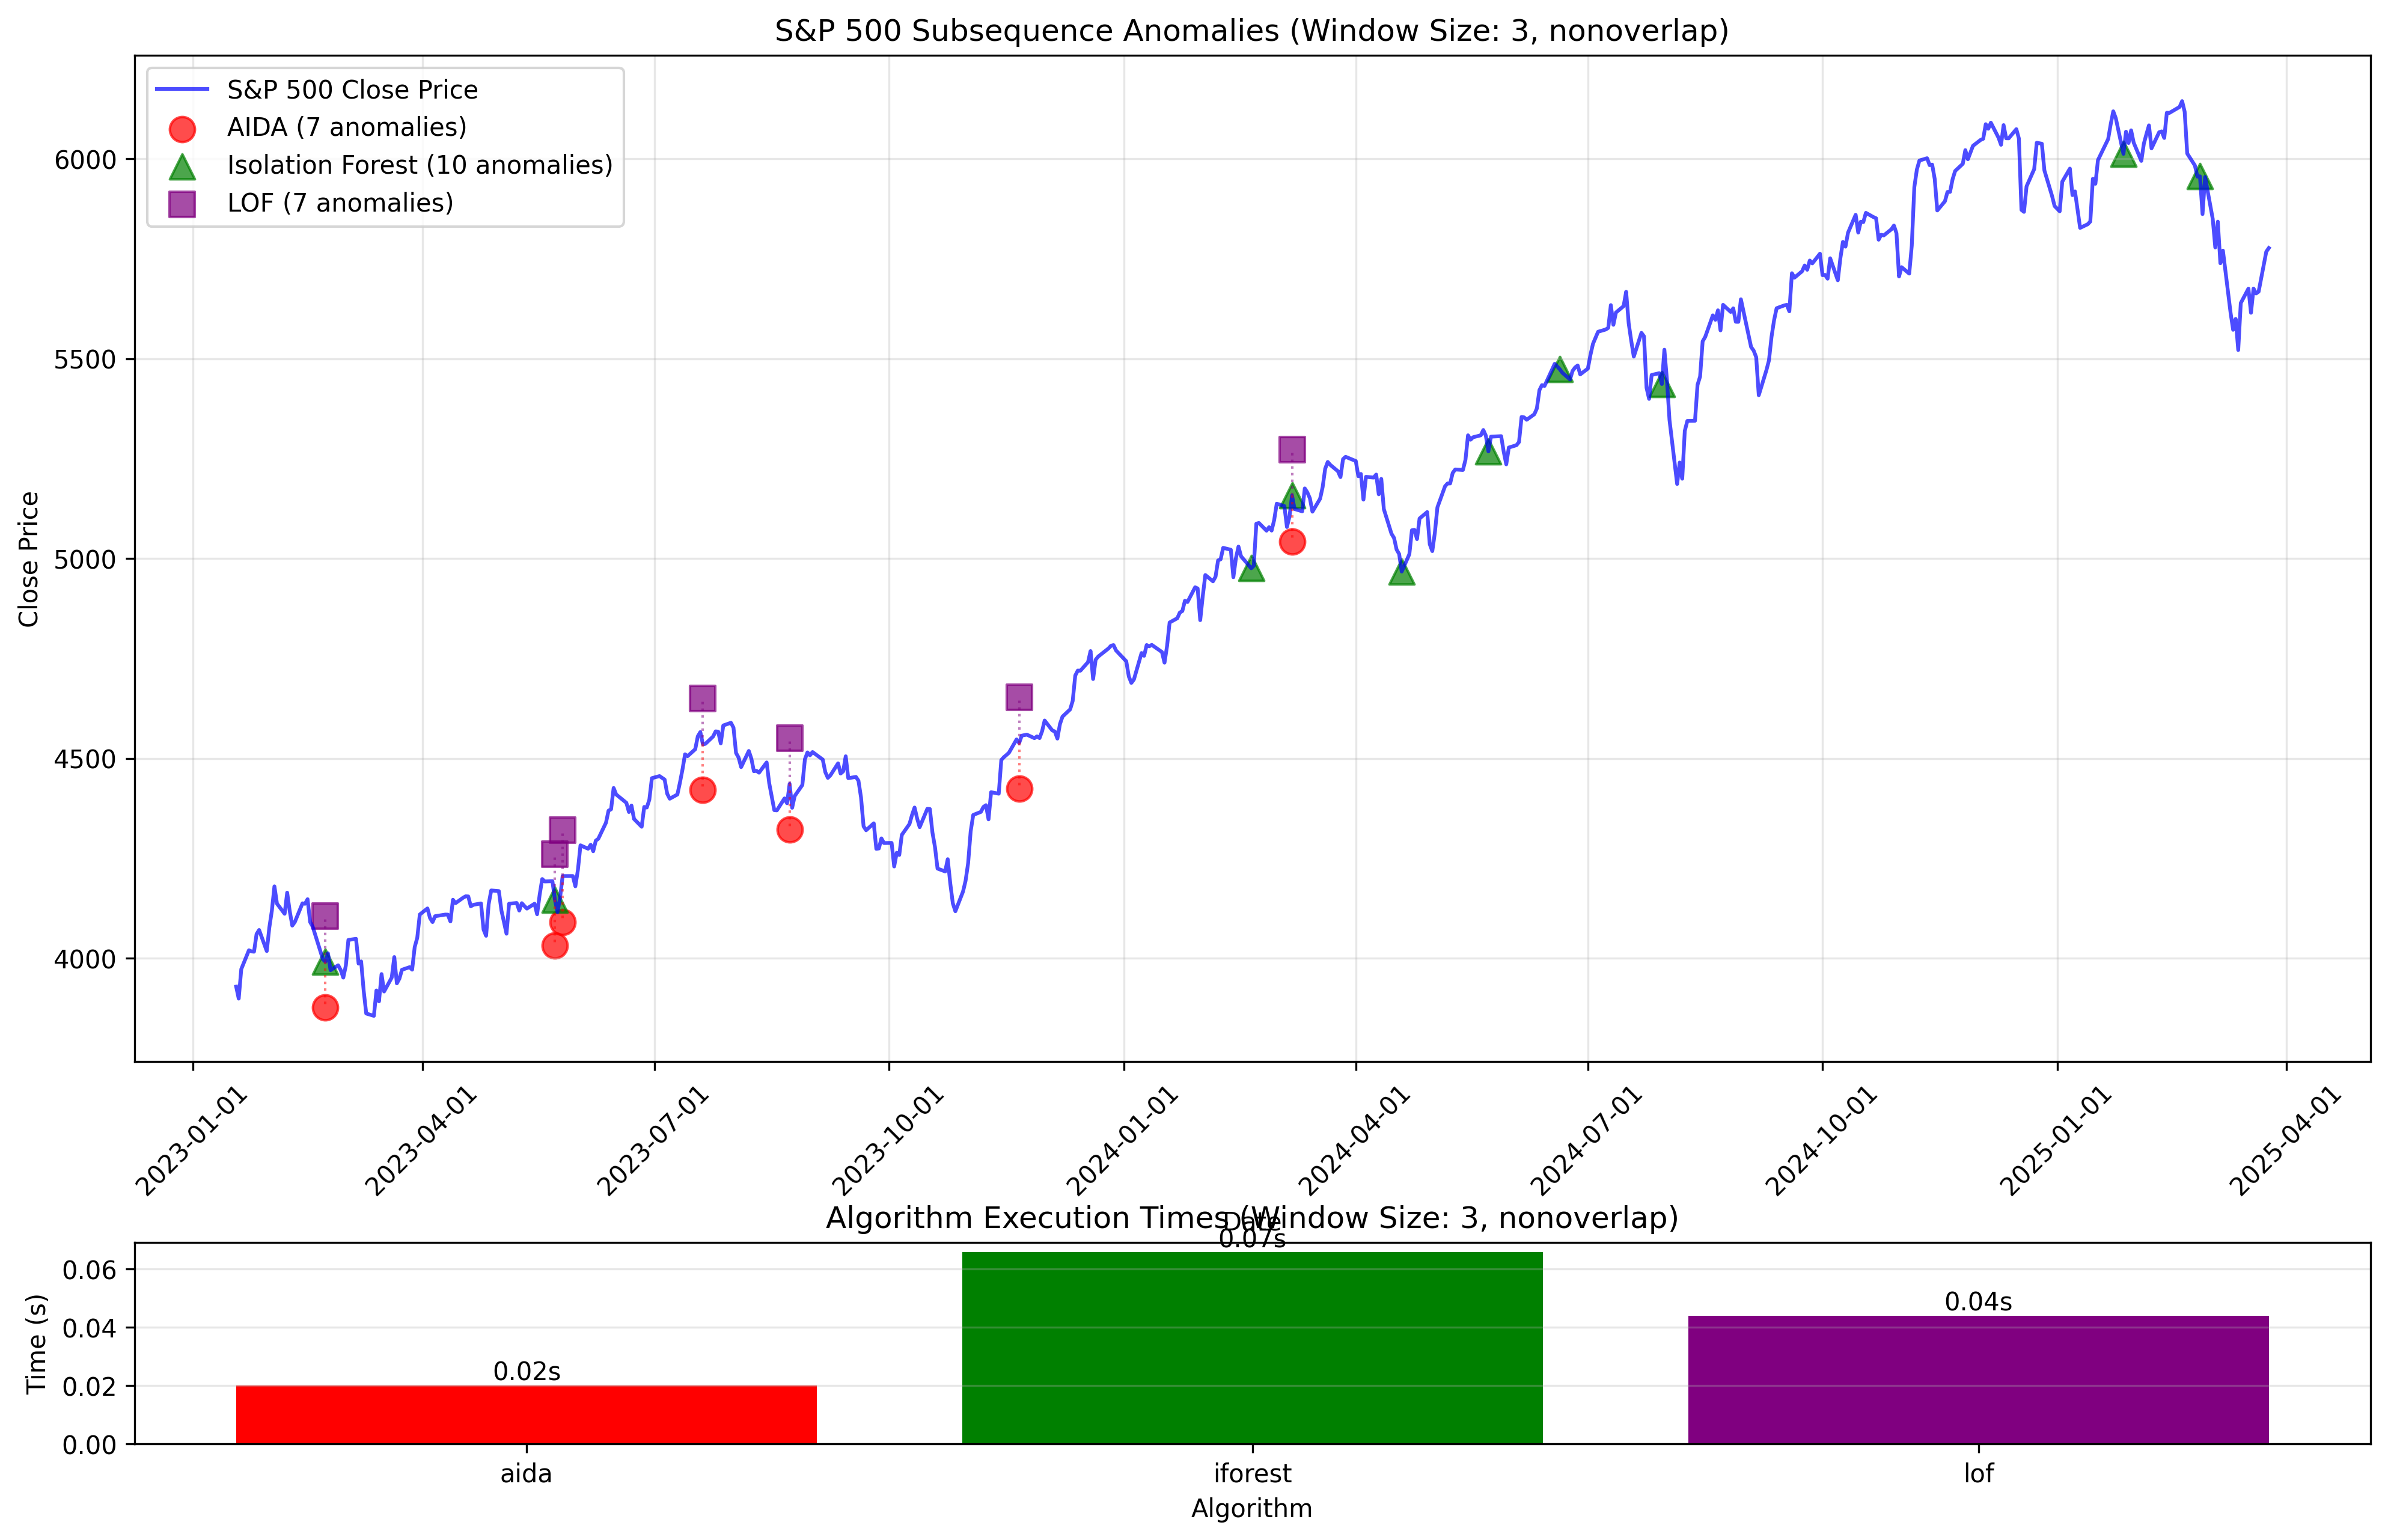 S&P 500 Subsequence Anomalies (Window Size: 3, nonoverlap)
S&P 500 Close Price
AIDA (7 anomalies)
Isolation Forest (10 anomalies)
LOF (7 anomalies)
Close Price
6000
5500
5000
4500
4000
2023-01-01
2023-04-01
2023-07-01
2023-10-01
2024-01-01
2024-04-01
2024-07-01
2024-10-01
2025-01-01
2025-04-01
Date
Algorithm Execution Times (Window Size: 3, nonoverlap)
Time (s)
0.06
0.04
0.02
0.00
0.02s
0.07s
0.04s
aida
iforest
lof
Algorithm